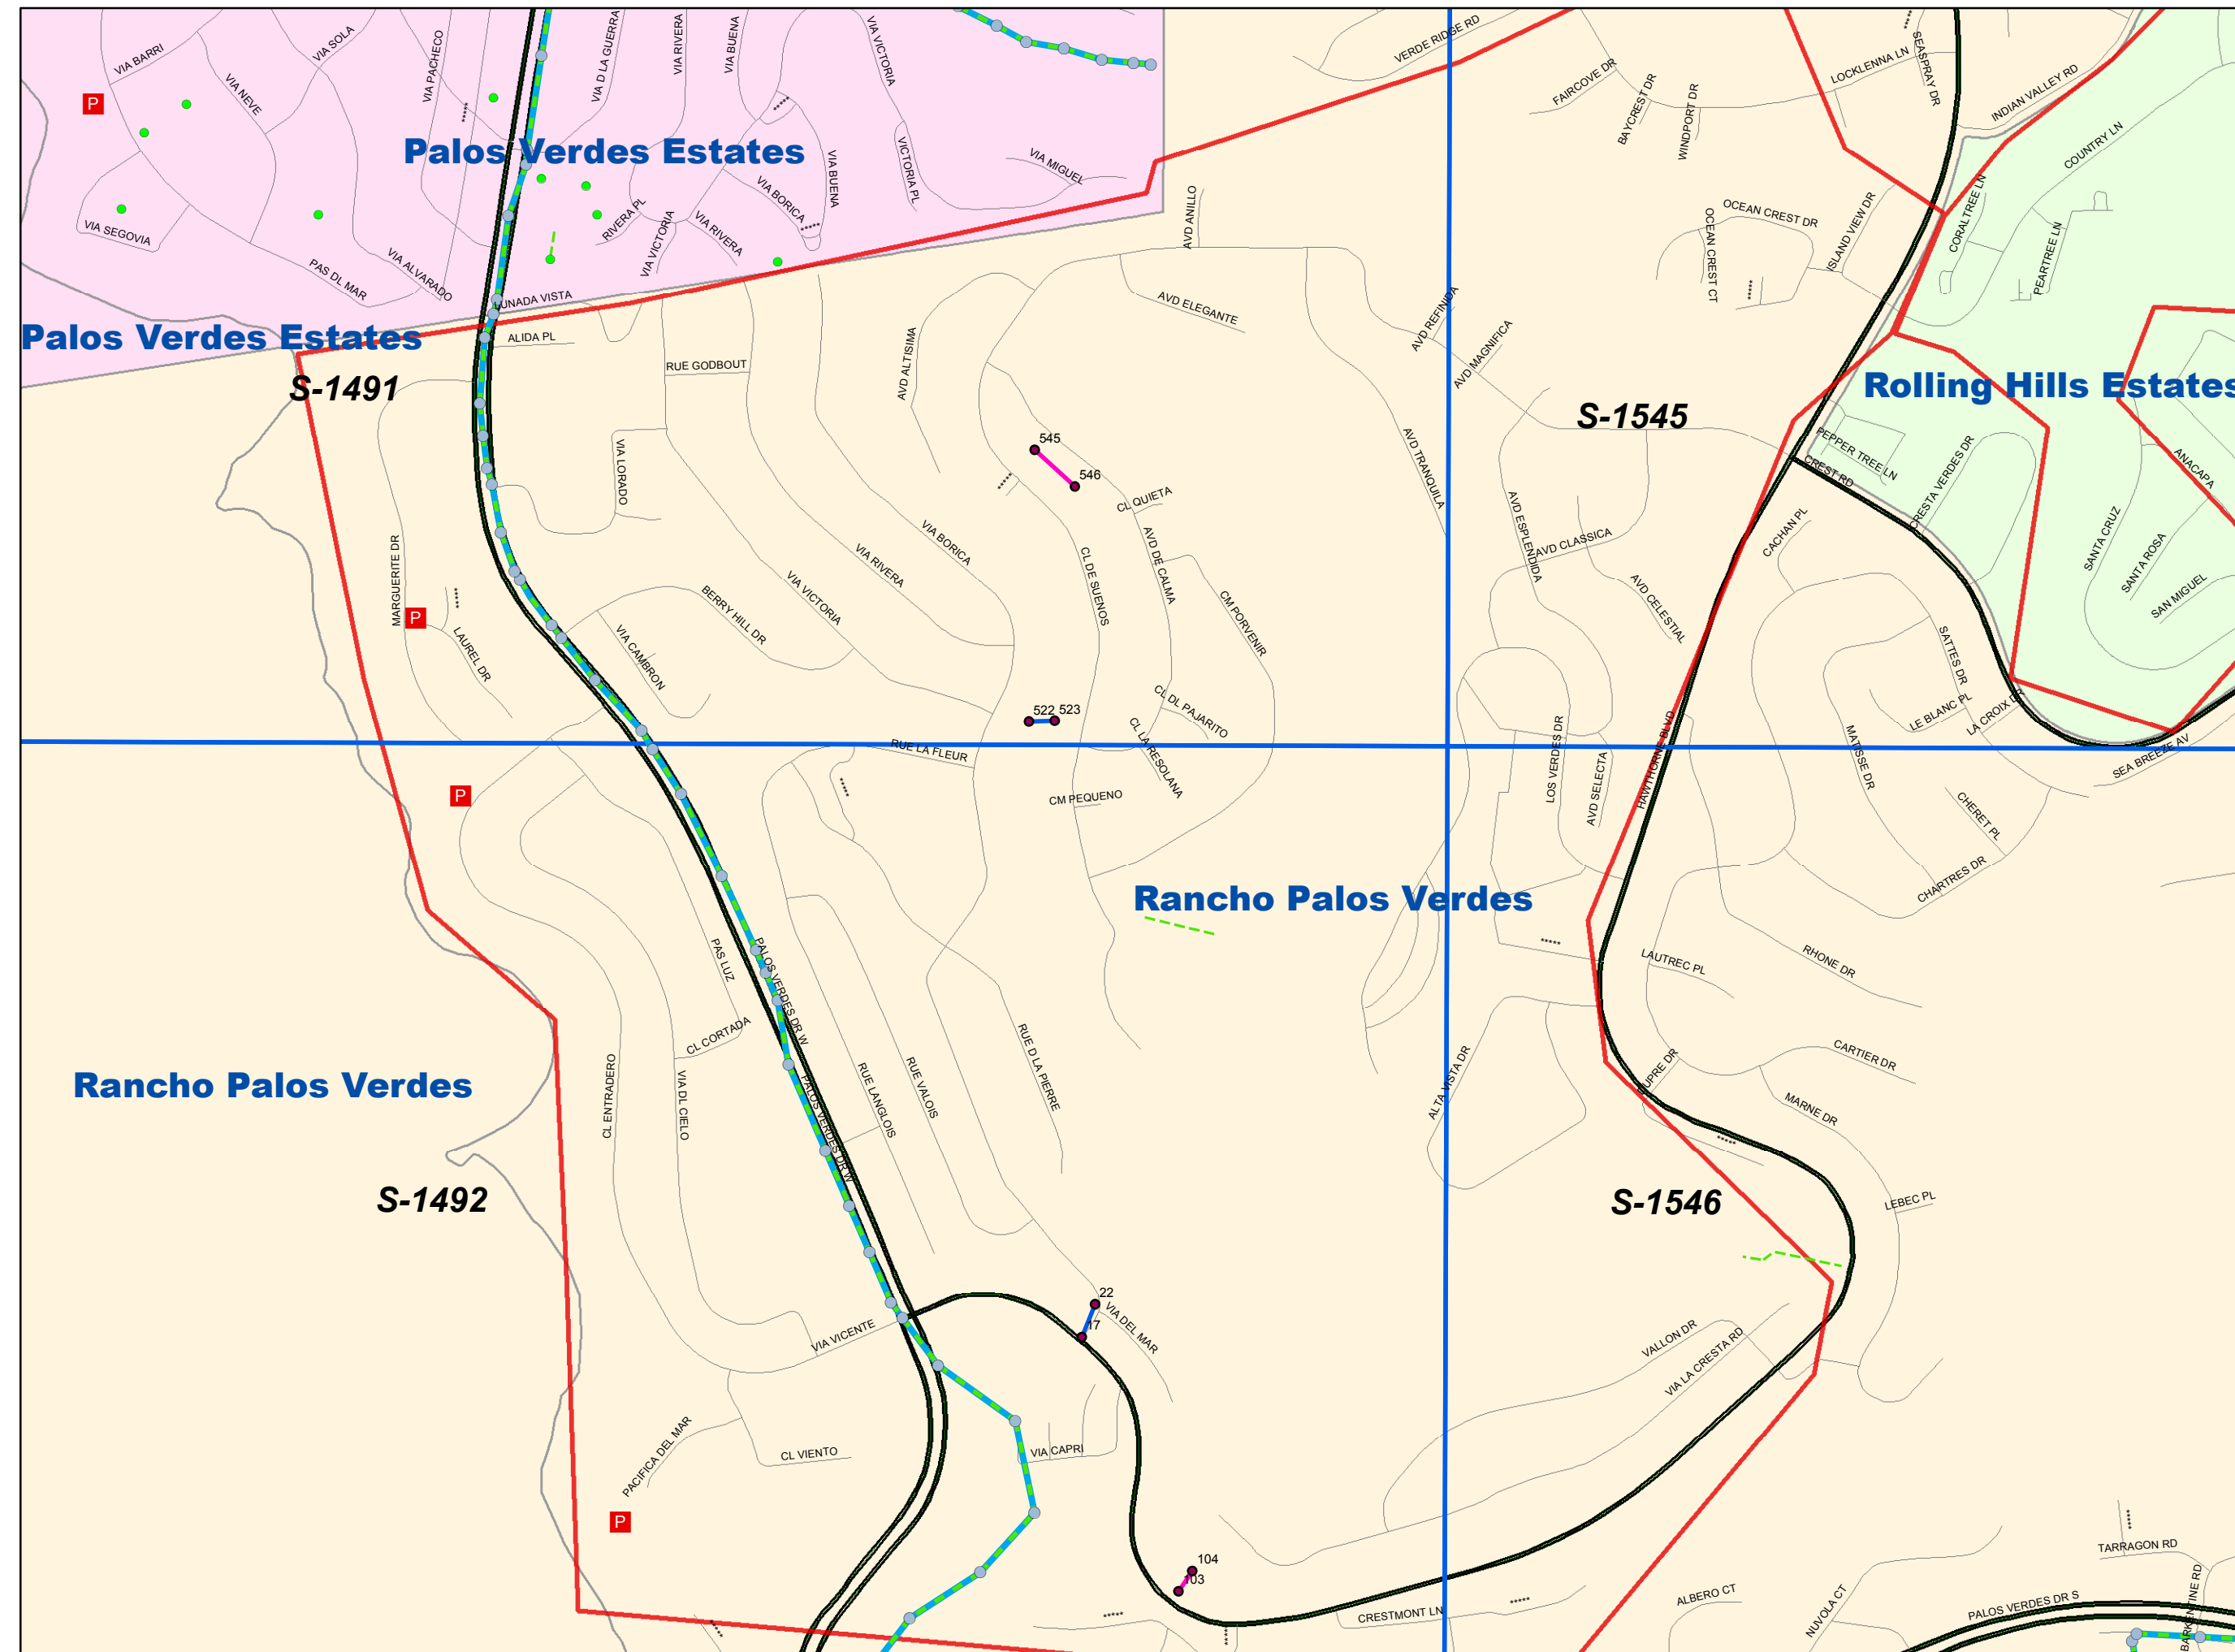 VERDE RIDGE RD
VIA BARRI
VIA NEVE
VIA SOLA
VIA PACHECO
VIA D LA GUERRA
VIA RIVERA
VIA BUENA
VIA VICTORIA
FAIRCOVE DR
BAYCREST DR
WINDPORT DR
LOCKLENNA LN
SEASPRAY DR
INDIAN VALLEY RD
COUNTRY LN
P
Palos Verdes Estates
VIA BUENA
VICTORIA PL
VIA MIGUEL
VIA BORICA
VIA SEGOVIA
PAS DL MAR
VIA ALVARADO
RIVERA PL
VIA VICTORIA
VIA RIVERA
AVD ANILLO
OCEAN CREST DR
OCEAN CREST CT
ISLAND VIEW DR
CORALTREE LN
PEARTREE LN
UNADA VISTA
Palos Verdes Estates
ALIDA PL
AVD ELEGANTE
AVD REFINIDA
AVD MAGNIFICA
RUE GODBOUT
AVD ALTISIMA
S-1491
Rolling Hills Estates
S-1545
545
546
VIA LORADO
CL QUIETA
AVD TRANQUILA
PEPPER TREE LN
CREST RD
CRESTA VERDES DR
ANACAPA
SANTA CRUZ
SANTA ROSA
SAN MIGUEL
MARGUERITE DR
VIA BORICA
VIA RIVERA
VIA VICTORIA
CL DE SUENOS
AVD DE CALMA
CM PORVENIR
AVD ESPLENDIDA
AVD CLASSICA
AVD CELESTIAL
CACHAN PL
BERRY HILL DR
VIA CAMBRON
P
LAUREL DR
SATTES DR
LE BLANC PL
LA CROIX DR
522
523
CL DL PAJARITO
CL LA RESOLANA
RUE LA FLEUR
LOS VERDES DR
AVD SELECTA
HAWTHORNE BLVD
MATISSE DR
SEA BREEZE AV
P
CM PEQUENO
CHERET PL
CHARTRES DR
Rancho Palos Verdes
PAS LUZ
PALOS VERDES DR W
LAUTREC PL
RHONE DR
CL CORTADA
Rancho Palos Verdes
CL ENTRADERO
VIA DL CIELO
PALOS VERDES DR W
RUE LANGLOIS
RUE VALOIS
RUE D LA PIERRE
ALTA VISTA DR
UPRE DR
CARTIER DR
MARNE DR
S-1492
S-1546
LEBEC PL
22
17
VIA DEL MAR
VIA VICENTE
VALLON DR
VIA LA CRESTA RD
PACIFICA DEL MAR
CL VIENTO
VIA CAPRI
P
104
103
TARRAGON RD
CRESTMONT LN
ALBERO CT
NUVOLA CT
PALOS VERDES DR S